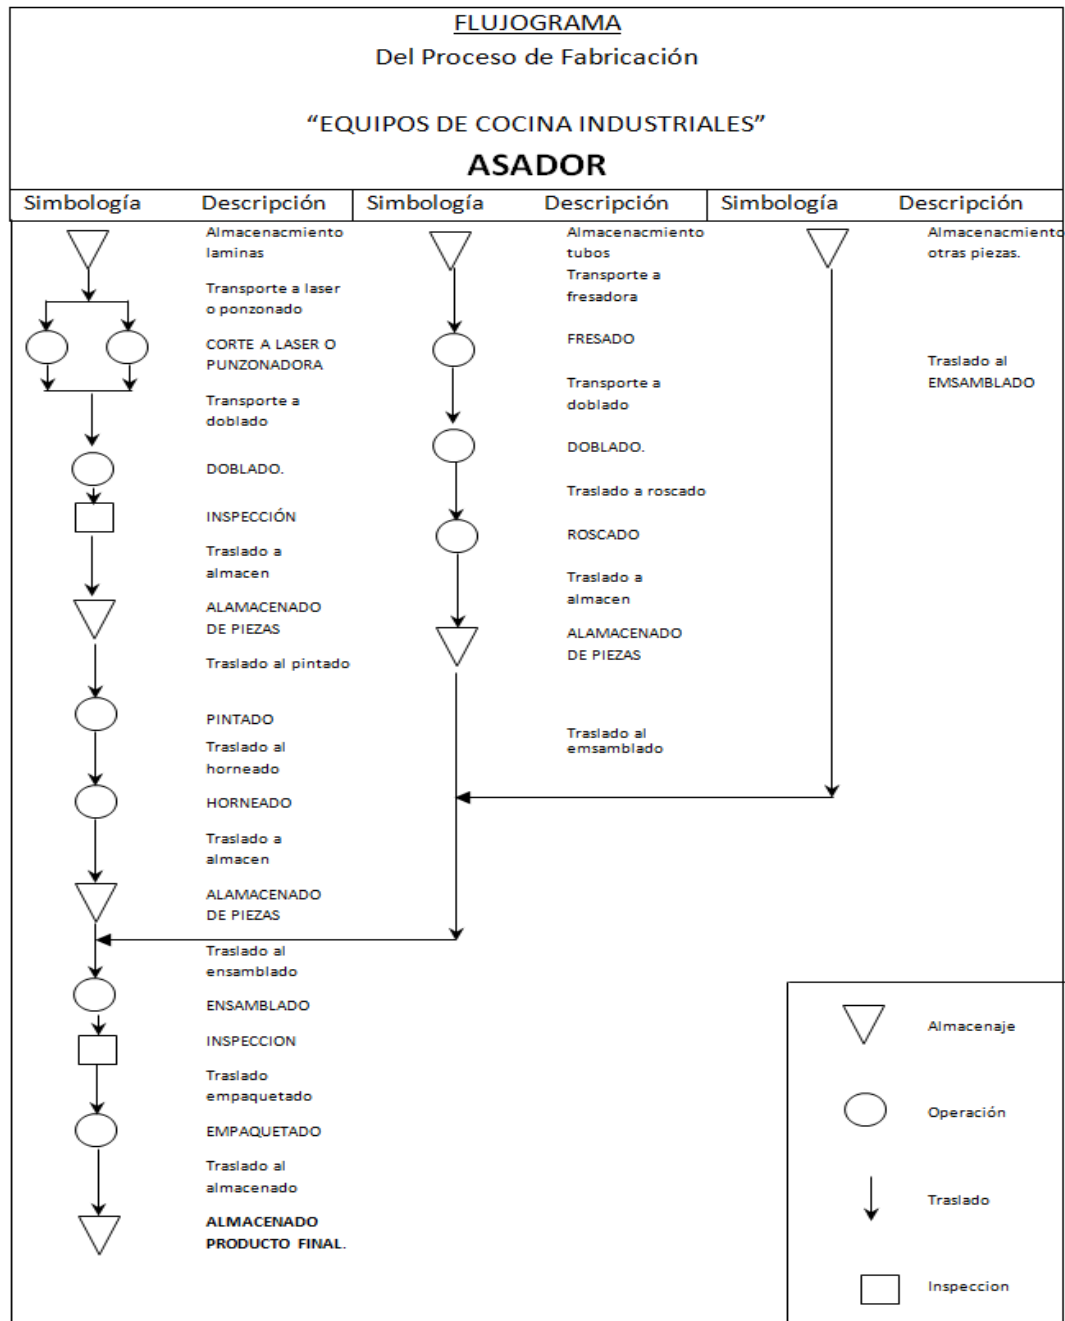 FLUJOGRAMA
Del Proceso de Fabricación
“EQUIPOS DE COCINA INDUSTRIALES”
ASADOR
Simbología Descripción Simbología Descripción Simbología Descripción
Almacenacmiento
laminas
Transporte a laser
o ponzonado
CORTE A LASER O
PUNZONADORA
Transporte a
doblado
DOBLADO.
INSPECCIÓN
Traslado a
almacen
ALAMACENADO
DE PIEZAS
Traslado al pintado
PINTADO
Traslado al
horneado
HORNEADO
Traslado a
almacen
ALAMACENADO
DE PIEZAS
Traslado al
ensamblado
ENSAMBLADO
INSPECCION
Traslado
empaquetado
EMPAQUETADO
Traslado al
almacenado
ALMACENADO
PRODUCTO FINAL.
Almacenacmiento
tubos
Transporte a
fresadora
FRESADO
Transporte a
doblado
DOBLADO.
Traslado a roscado
ROSCADO
Traslado a
almacen
ALAMACENADO
DE PIEZAS
Traslado al
emsamblado
Almacenacmiento
otras piezas.
Traslado al
EMSAMBLADO
Almacenaje
Operación
Traslado
Inspeccion